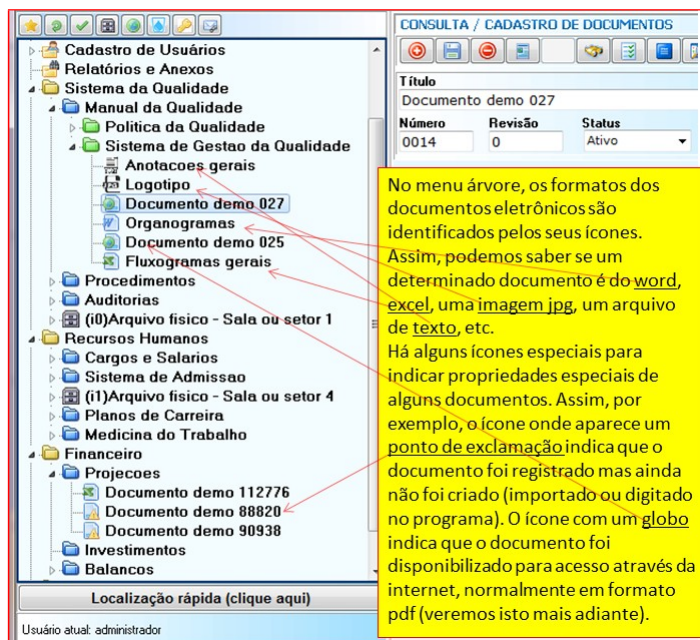 Cadastro de Usuários
Relatórios e Anexos
Sistema da Qualidade
Manual da Qualidade
Politica da Qualidade
Sistema de Gestao da Qualidade
Anotacoes gerais
Logotipo
Documento demo 027
Organogramas
Documento demo 025
Fluxogramas gerais
Procedimentos
Auditorias
(i0)Arquivo fisico - Sala ou setor 1
Recursos Humanos
Cargos e Salarios
Sistema de Admissao
(i1)Arquivo fisico - Sala ou setor 4
Planos de Carreira
Medicina do Trabalho
Financeiro
Projecoes
Documento demo 112776
Documento demo 88820
Documento demo 90938
Investimentos
Balancos
Localização rápida (clique aqui)
Usuário atual: administrador
CONSULTA / CADASTRO DE DOCUMENTOS
Título
Documento demo 027
Número Revisão Status
0014 0 Ativo
No menu árvore, os formatos dos
documentos eletrônicos são
identificados pelos seus ícones.
Assim, podemos saber se um
determinado documento é do word,
excel, uma imagem jpg, um arquivo
de texto, etc.
Há alguns ícones especiais para
indicar propriedades especiais de
alguns documentos. Assim, por
exemplo, o ícone onde aparece um
ponto de exclamação indica que o
documento foi registrado mas ainda
não foi criado (importado ou digitado
no programa). O ícone com um globo
indica que o documento foi
disponibilizado para acesso através da
internet, normalmente em formato
pdf (veremos isto mais adiante).